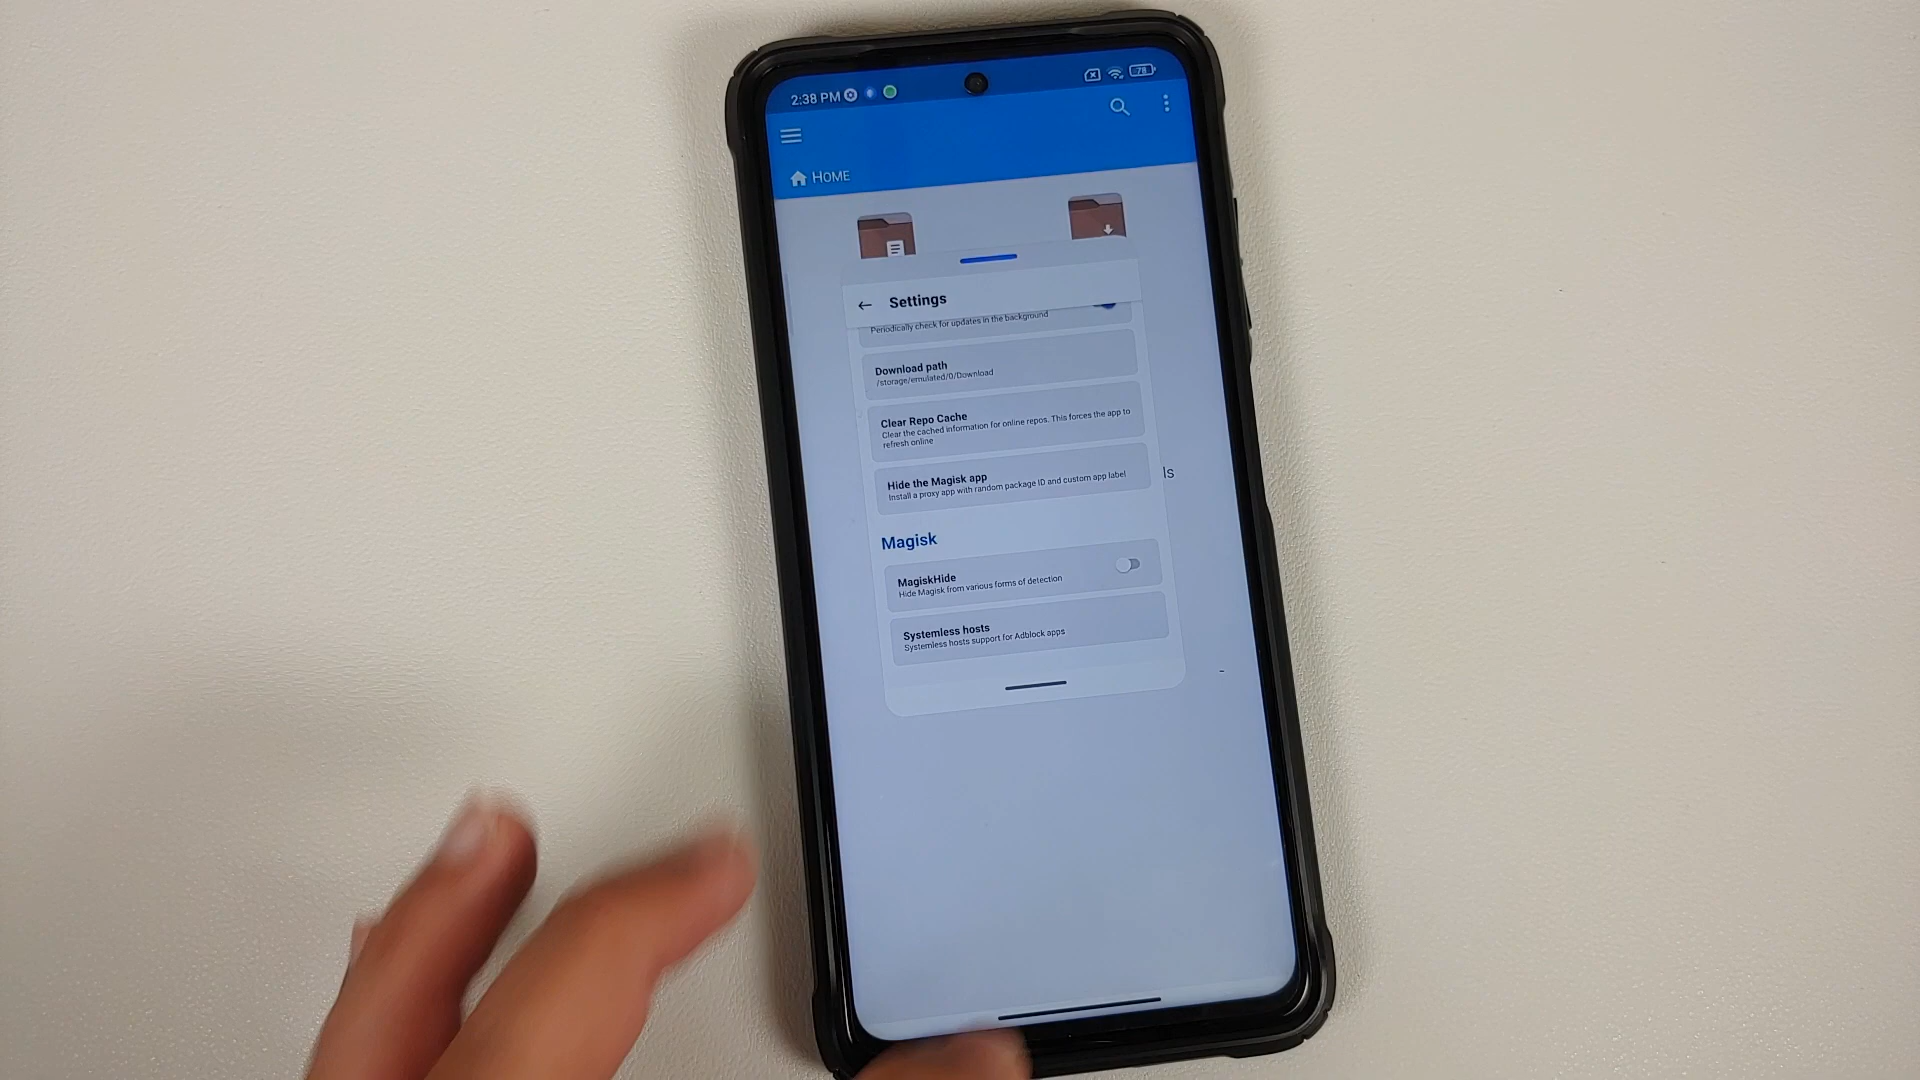 2:38 PM
78
HOME
Settings
Periodically check for updates in the background
Download path
/storage/emulated/0/Download
Clear Repo Cache
Clear the cached information for online repos. This forces the app to
refresh online
Hide the Magisk app
Install a proxy app with random package ID and custom app label
ls
Magisk
MagiskHide
Hide Magisk from various forms of detection
Systemless hosts
Systemless hosts support for Adblock apps